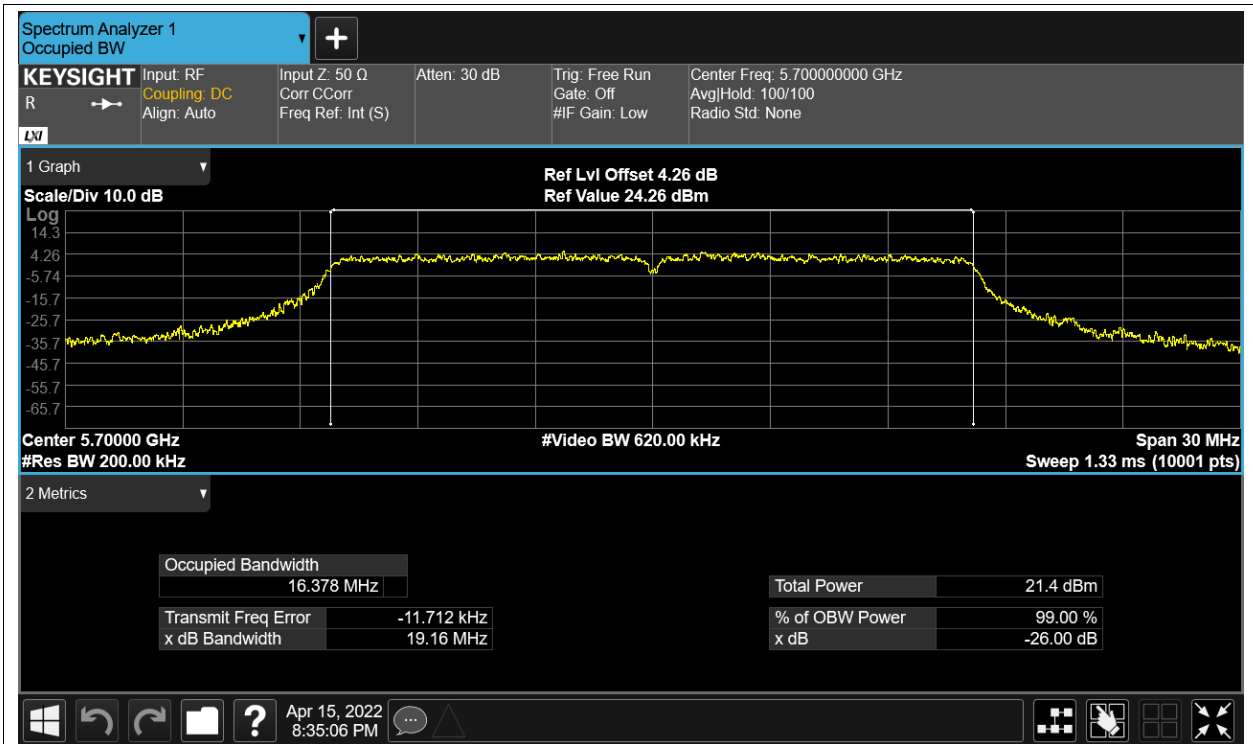 Spectrum Analyzer 1
Occupied BW
KEYSIGHT
R
LXI
Input: RF
Coupling: DC
Align: Auto
Input Z: 50 Ω
Corr CCorr
Freq Ref: Int (S)
Atten: 30 dB
Trig: Free Run
Gate: Off
#IF Gain: Low
Center Freq: 5.700000000 GHz
Avg|Hold: 100/100
Radio Std: None
1 Graph
Scale/Div 10.0 dB
Ref Lvl Offset 4.26 dB
Ref Value 24.26 dBm
Log
14.3
4.26
-5.74
-15.7
-25.7
-35.7
-45.7
-55.7
-65.7
Center 5.70000 GHz
#Video BW 620.00 kHz
Span 30 MHz
#Res BW 200.00 kHz
Sweep 1.33 ms (10001 pts)
2 Metrics
Occupied Bandwidth
16.378 MHz
Total Power 21.4 dBm
Transmit Freq Error -11.712 kHz
% of OBW Power 99.00 %
x dB Bandwidth 19.16 MHz
x dB -26.00 dB
?
Apr 15, 2022
8:35:06 PM